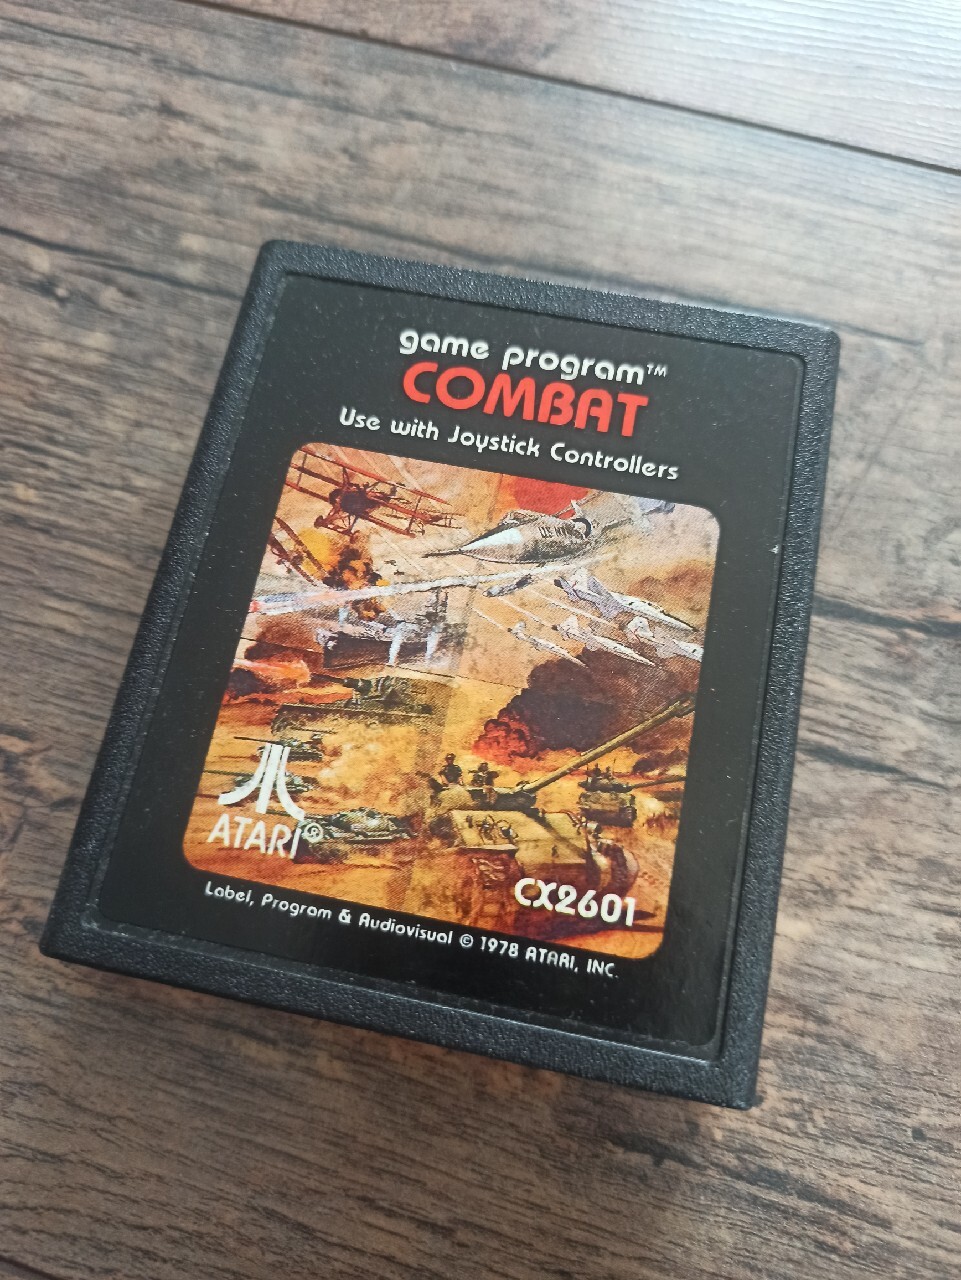 game program™
COMBAT
Use with Joystick Controllers
ATARI®
CX2601
Label, Program & Audiovisual © 1978 ATARI, INC.